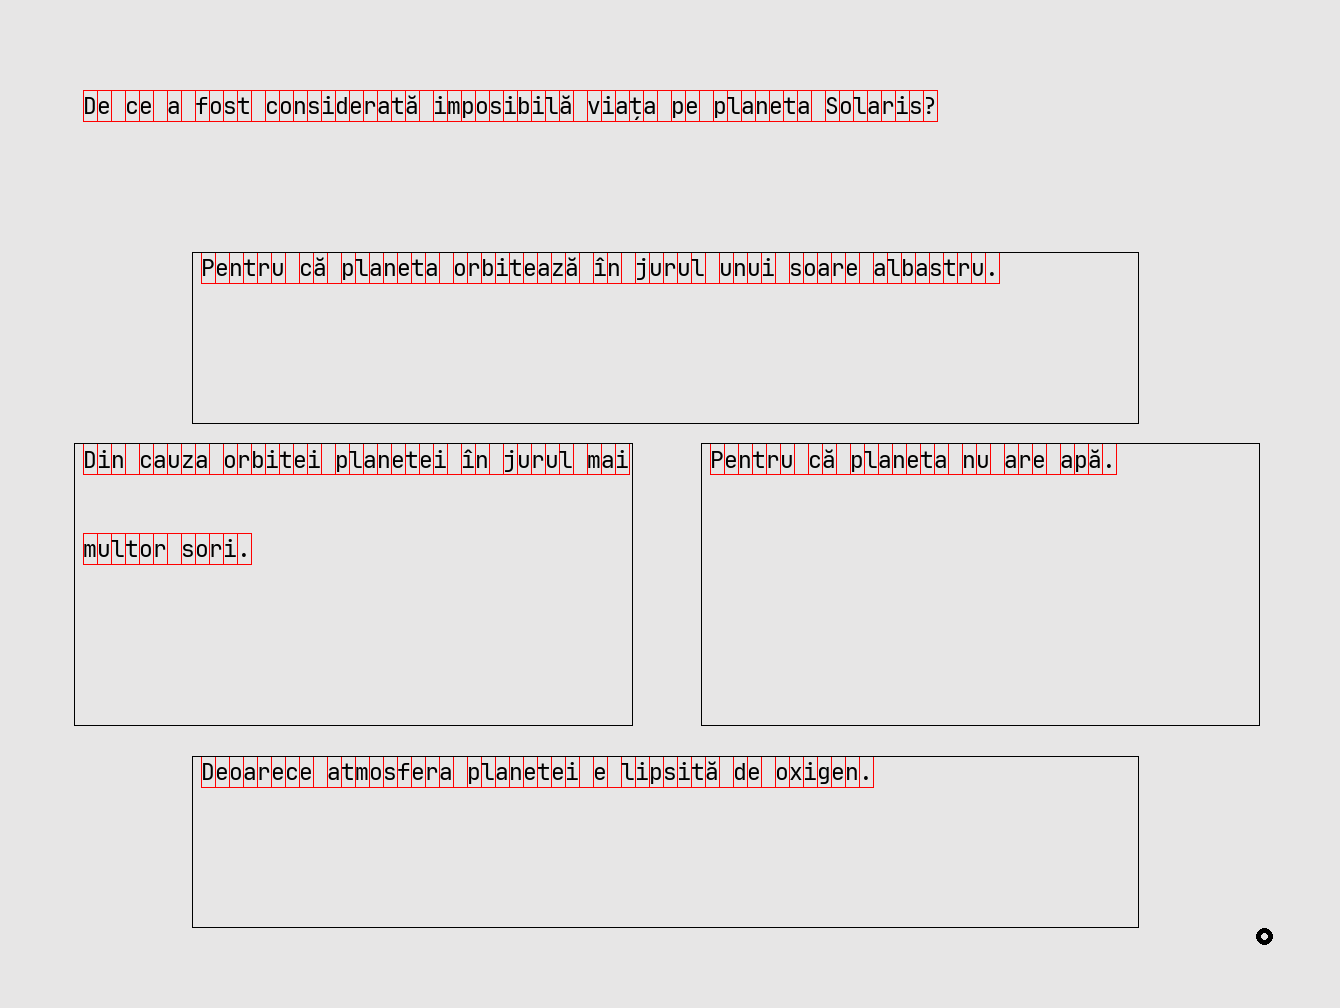 De ce a fost considerată imposibilă viața pe planeta Solaris?
Pentru că planeta orbitează în jurul unui soare albastru.
Din cauza orbitei planetei în jurul mai
multor sori.
Pentru că planeta nu are apă.
Deoarece atmosfera planetei e lipsită de oxigen.